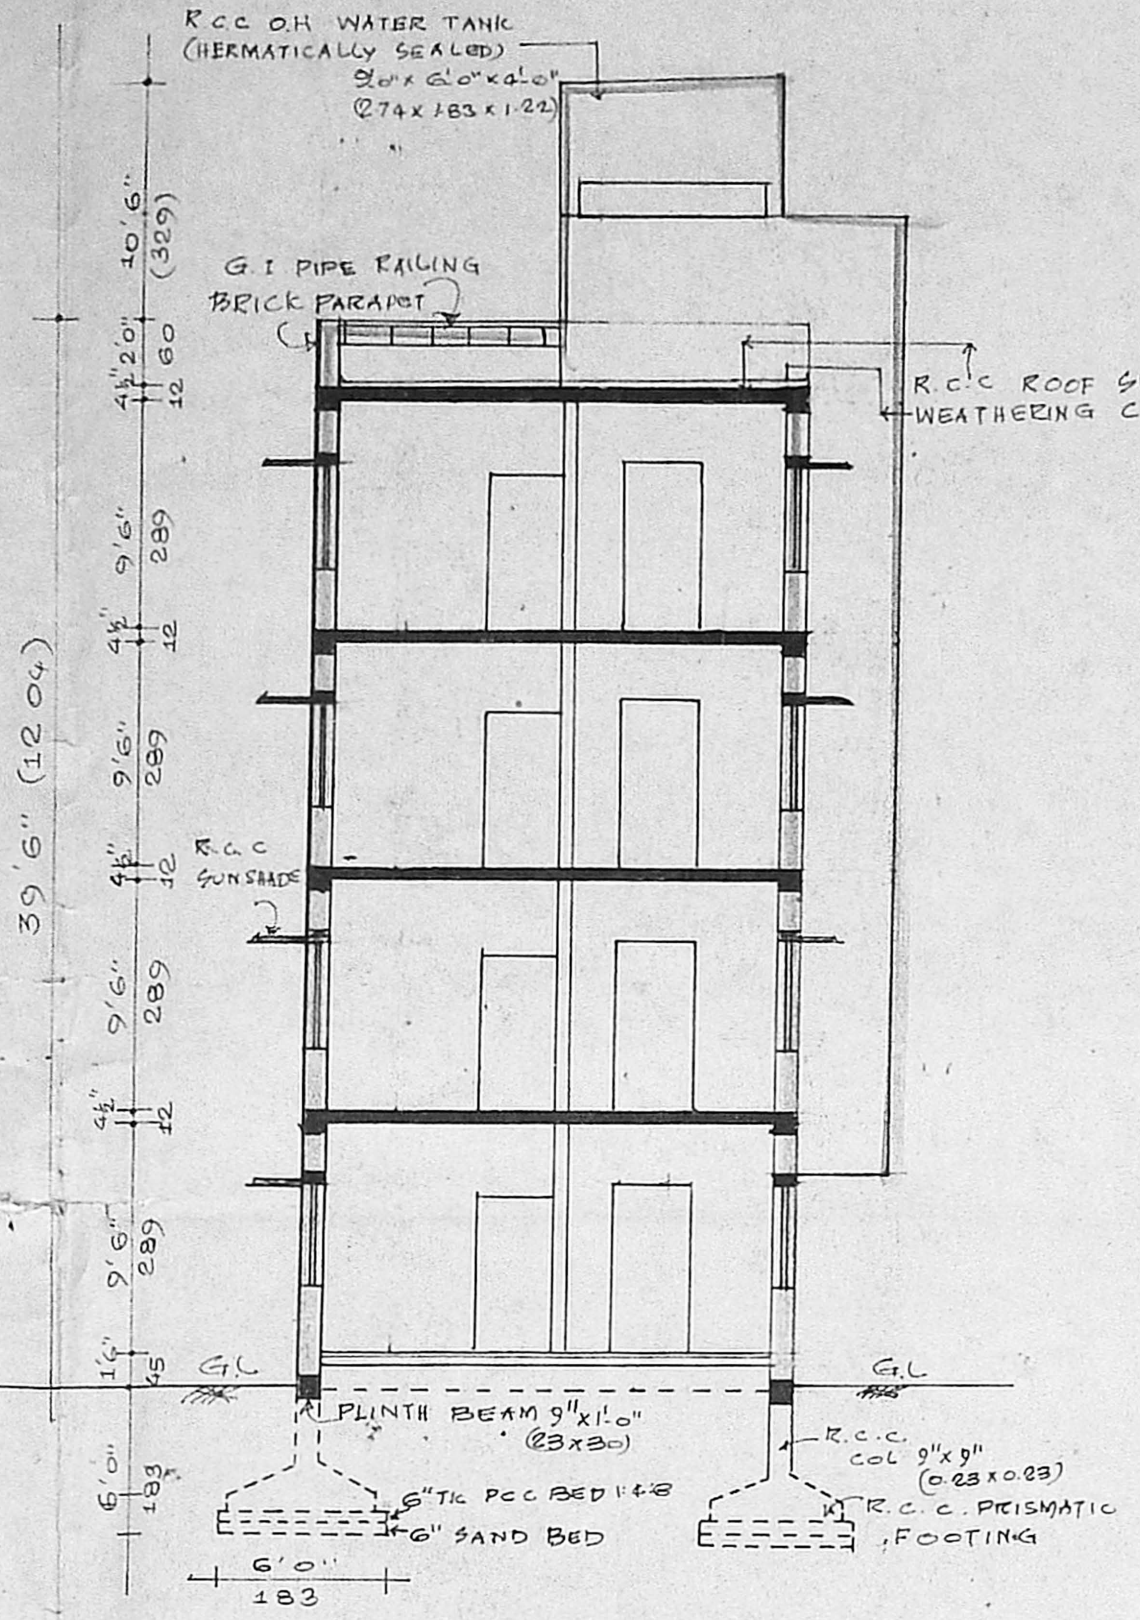 R.C.C O.H WATER TANK
(HERMATICALLY SEALED)
9'0" x 6'0" x 4'-0"
(2.74 x 1.83 x 1.22)
10'6"
(329)
G.I PIPE RAILING
BRICK PARAPET
2'0"
60
4½"
12
R.C.C ROOF S
WEATHERING C
9'6"
289
4½"
12
39'6" (12 04)
9'6"
289
R.C.C
SUNSHADE
4½"
12
9'6"
289
4½"
12
9'6"
289
1'6"
45
G.L
G.L
PLINTH BEAM 9"x1'-0"
(23x30)
R.C.C.
COL 9"x9"
(0.23 x 0.23)
6'0"
183
6"TK PCC BED 1:4:8
6" SAND BED
R.C.C. PRISMATIC
FOOTING
6'0"
183